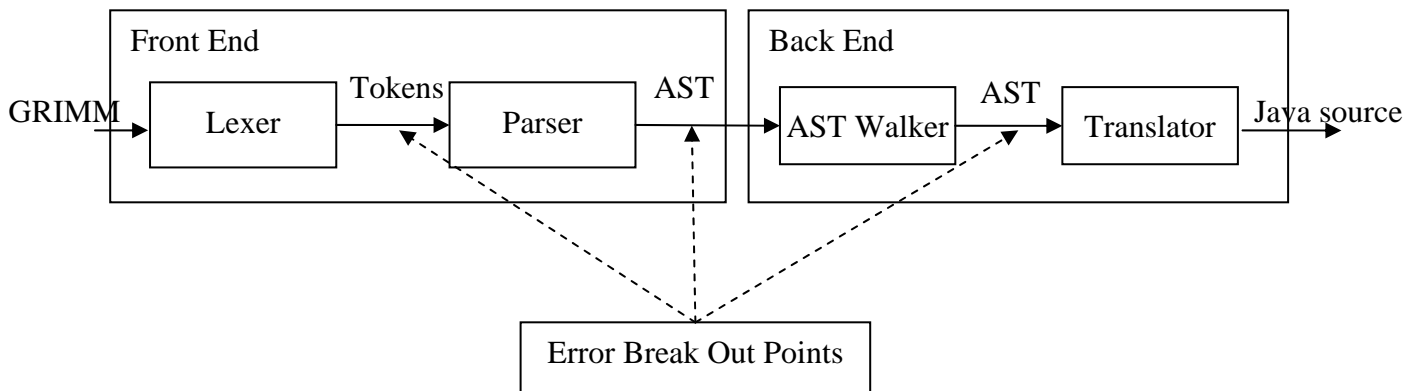 Front End
Back End
GRIMM
Lexer
Tokens
Parser
AST
AST Walker
AST
Translator
Java source
Error Break Out Points